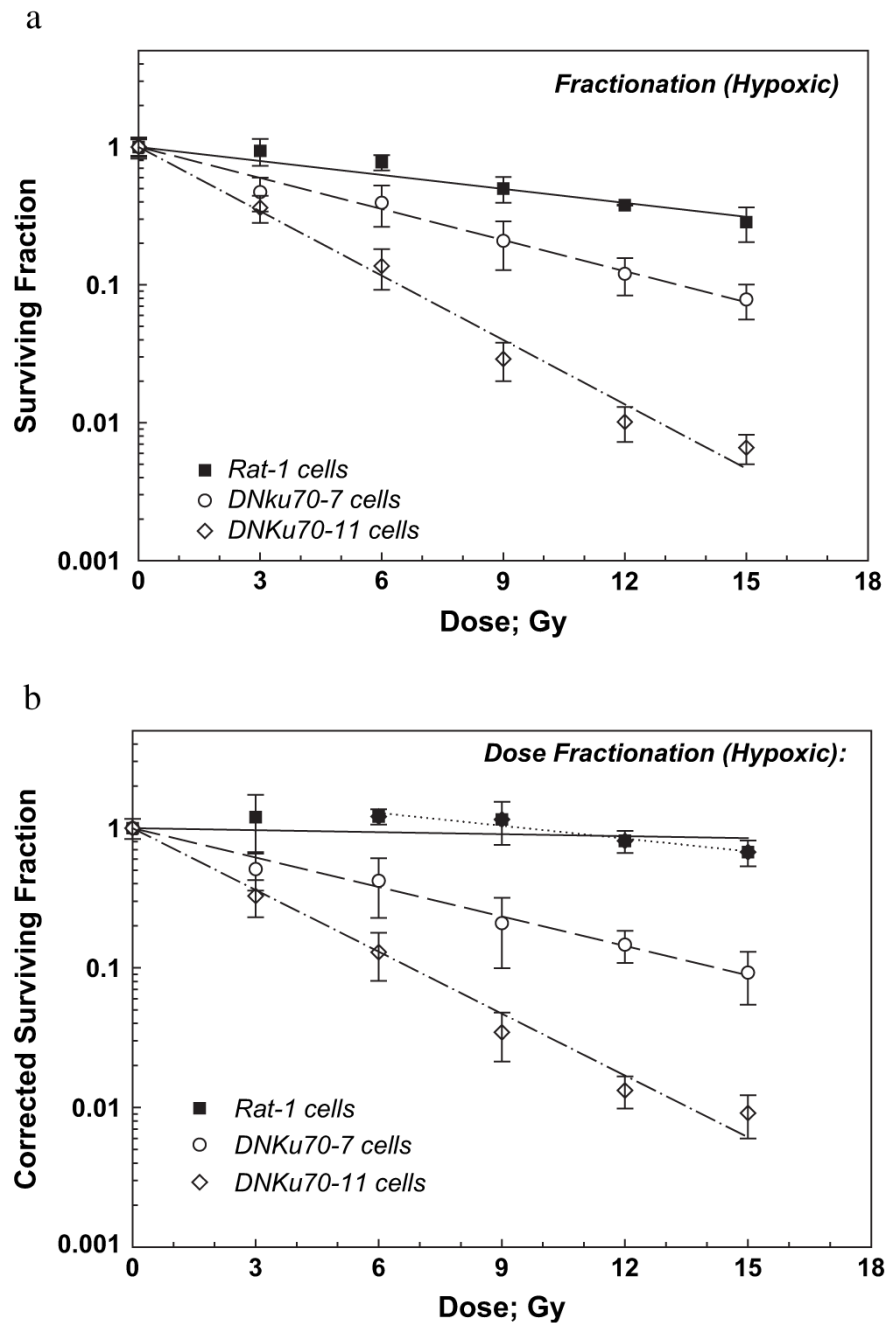 a
Fractionation (Hypoxic)
1
0.1
0.01
0.001
Surviving Fraction
Rat-1 cells
DNku70-7 cells
DNKu70-11 cells
0 3 6 9 12 15 18
Dose; Gy
b
Dose Fractionation (Hypoxic):
1
0.1
0.01
0.001
Corrected Surviving Fraction
Rat-1 cells
DNKu70-7 cells
DNKu70-11 cells
0 3 6 9 12 15 18
Dose; Gy